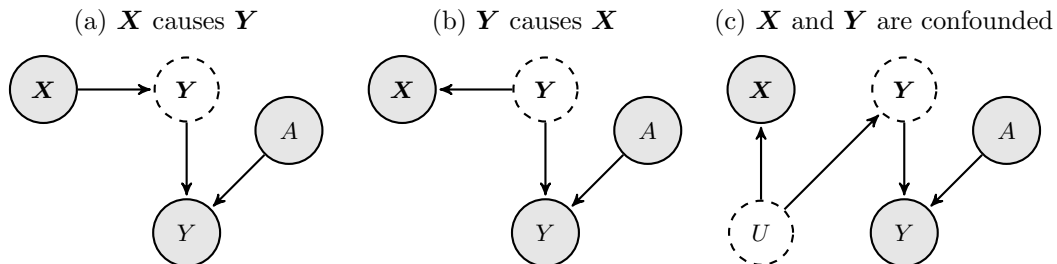 (a) X causes Y
(b) Y causes X
(c) X and Y are confounded
X
Y
A
Y
X
Y
A
Y
X
Y
A
U
Y